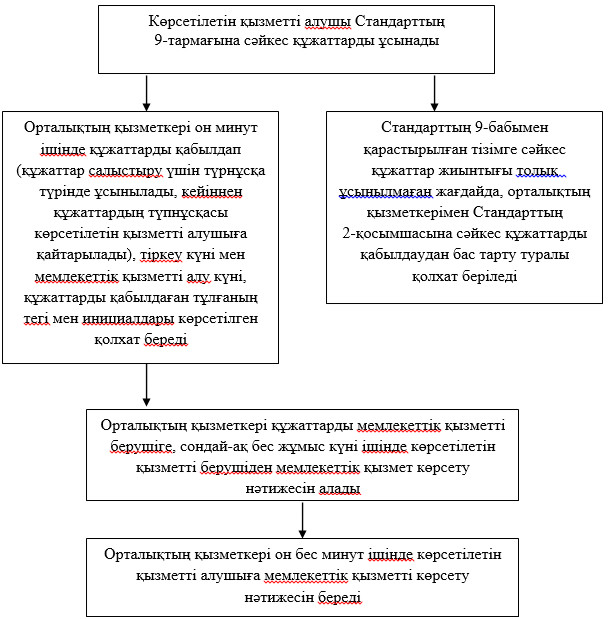 Көрсетілетін қызметті алушы Стандарттың
9-тармағына сәйкес құжаттарды ұсынады
Орталықтың қызметкері он минут
ішінде құжаттарды қабылдап
(құжаттар салыстыру үшін түрнұсқа
түрінде ұсынылады, кейіннен
құжаттардың түпнұсқасы
көрсетілетін қызметті алушыға
қайтарылады), тіркеу күні мен
мемлекеттік қызметті алу күні,
құжаттарды қабылдаған тұлғаның
тегі мен инициалдары көрсетілген
қолхат береді
Стандарттың 9-бабымен
қарастырылған тізімге сәйкес
құжаттар жиынтығы толық
ұсынылмаған жағдайда, орталықтың
қызметкерімен Стандарттың
2-қосымшасына сәйкес құжаттарды
қабылдаудан бас тарту туралы
қолхат беріледі
Орталықтың қызметкері құжаттарды мемлекеттік қызметті
берушіге, сондай-ақ бес жұмыс күні ішінде көрсетілетін
қызметті берушіден мемлекеттік қызмет көрсету
нәтижесін алады
Орталықтың қызметкері он бес минут ішінде көрсетілетін
қызметті алушыға мемлекеттік қызметті көрсету
нәтижесін береді